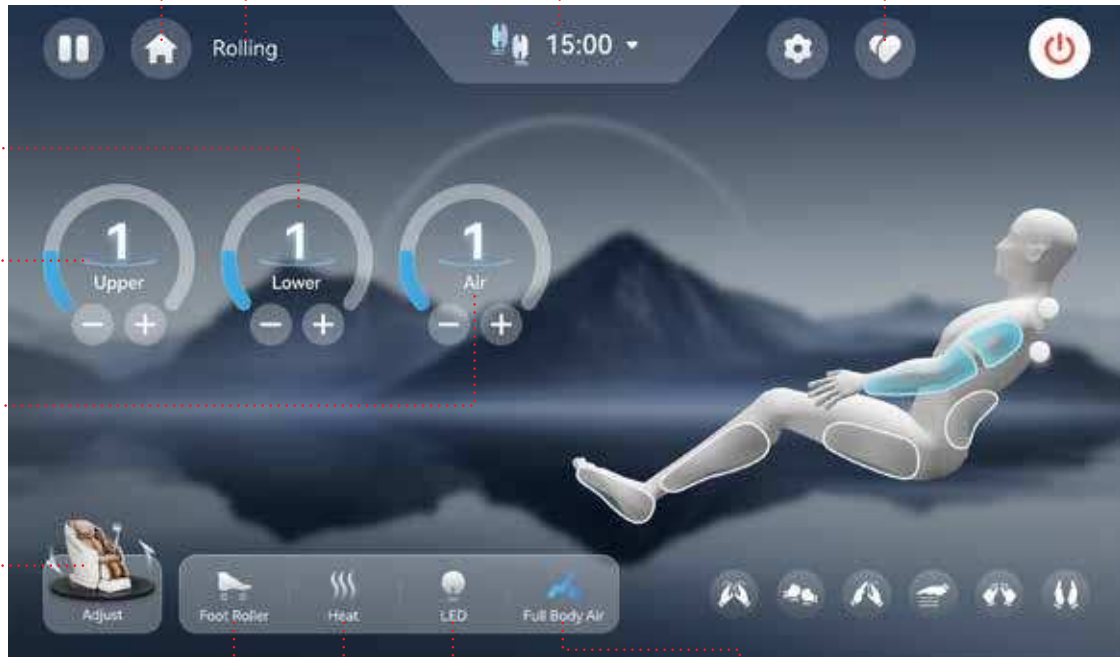 Rolling
15:00
1
Upper
1
Lower
1
Air
Adjust
Foot Roller
Heat
LED
Full Body Air